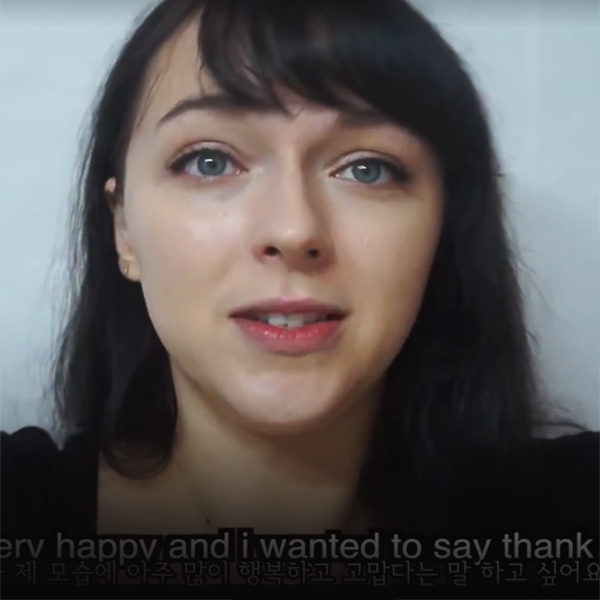 erv happy and i wanted to say thank
제 모습에 아주 많이 행복하고 고맙다는 말 하고 싶어요